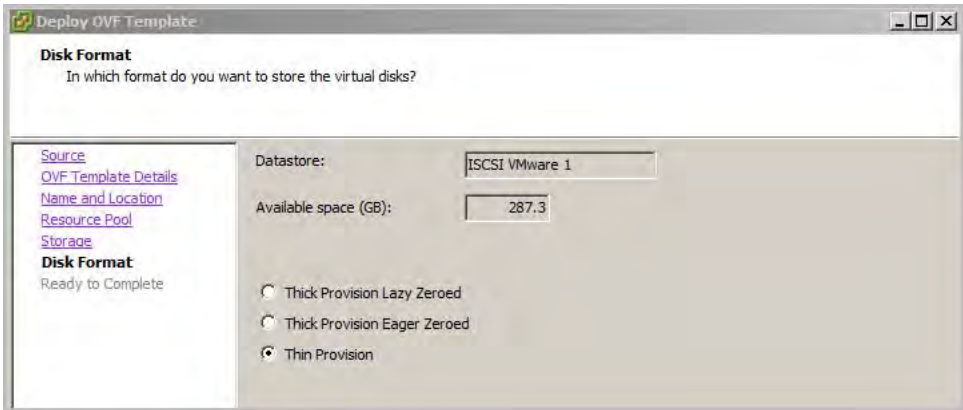 Deploy OVF Template
Disk Format
In which format do you want to store the virtual disks?
Source
OVF Template Details
Name and Location
Resource Pool
Storage
Disk Format
Ready to Complete
Datastore:
ISCSI VMware 1
Available space (GB):
287.3
Thick Provision Lazy Zeroed
Thick Provision Eager Zeroed
Thin Provision